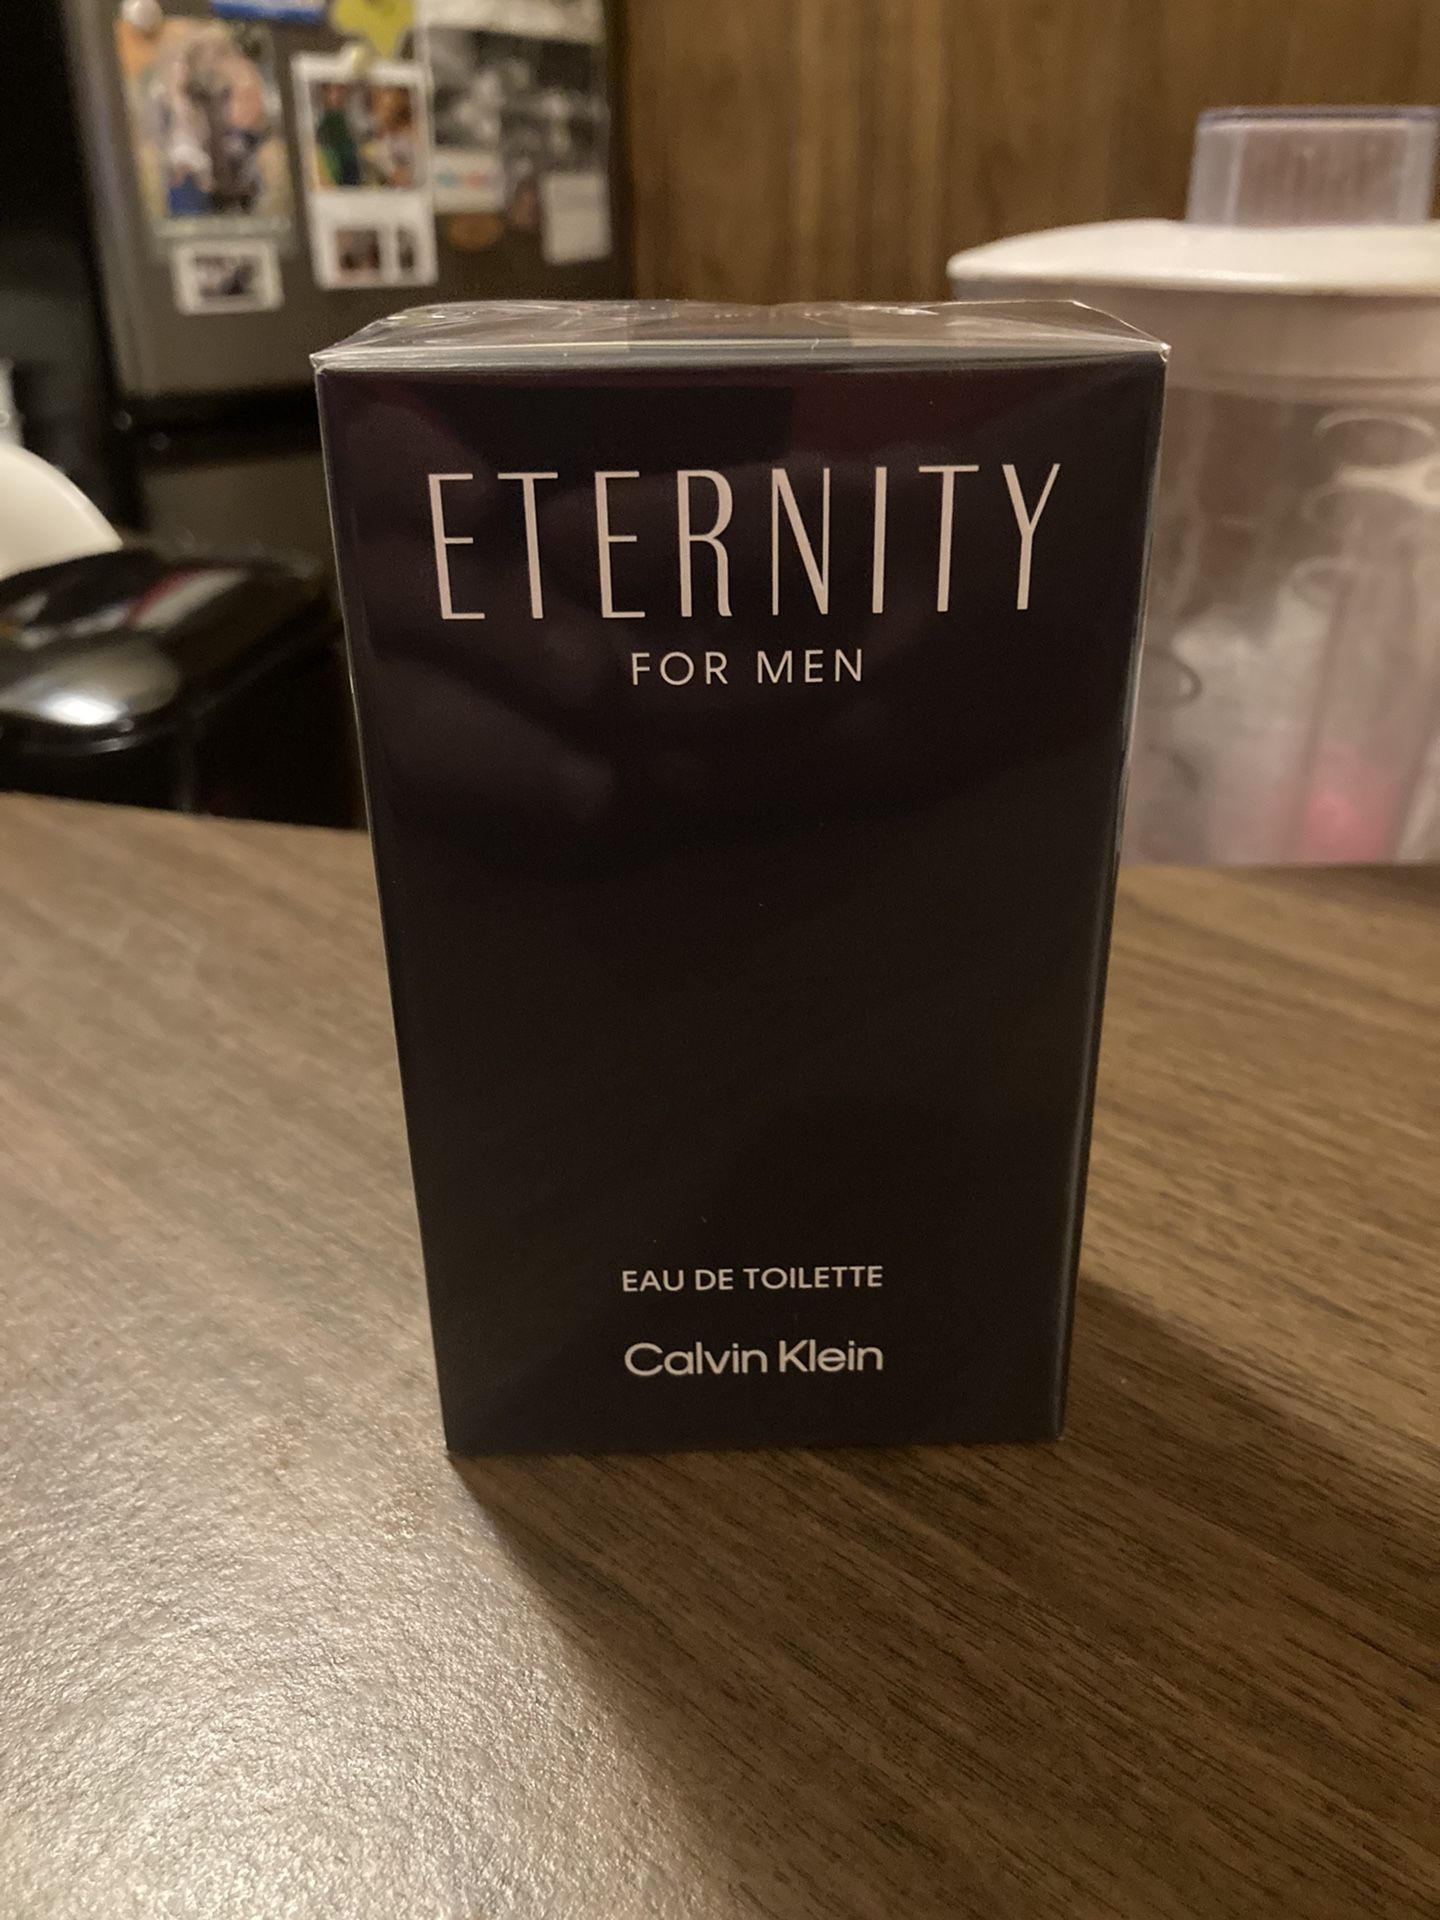 ETERNITY
FOR MEN
EAU DE TOILETTE
Calvin Klein